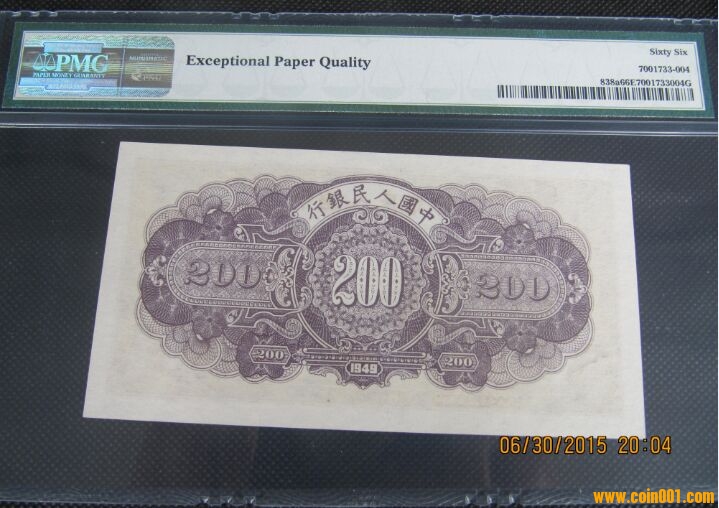 PMG
PAPER MONEY GUARANTY
Exceptional Paper Quality
Sixty Six
7001733-004
838a66E7001733004G
行銀民人國中
200
200
200
200
200
1949
06/30/2015 20:04
www.coin001.com